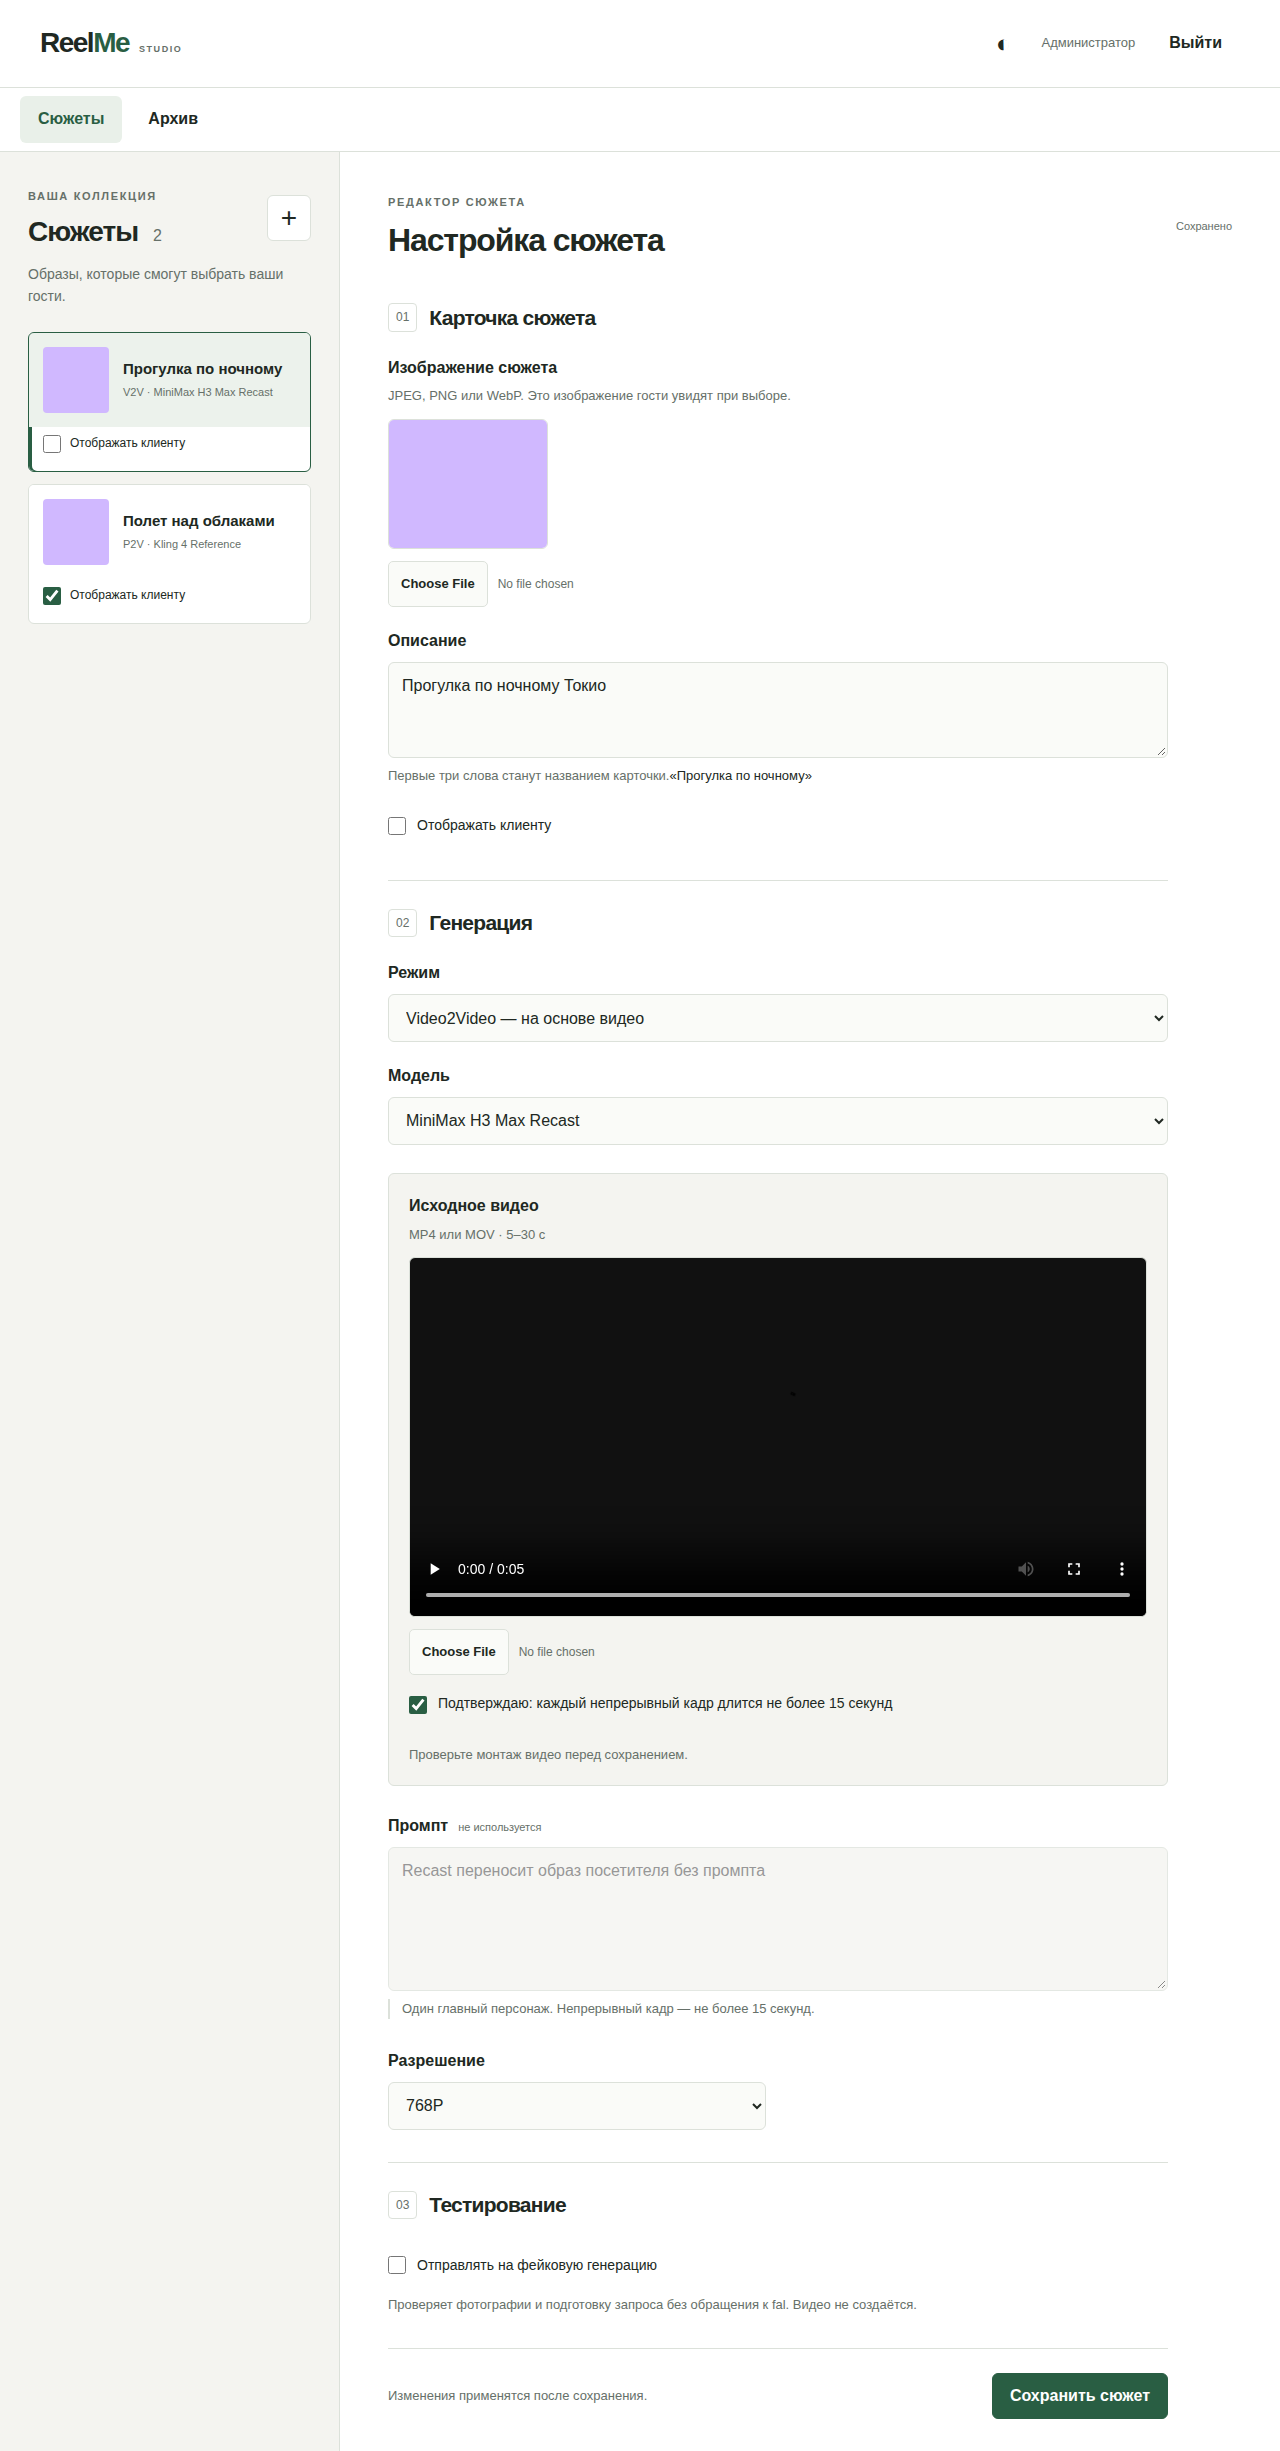 ReelMe STUDIO
Администратор
Выйти
Сюжеты
Архив
ВАША КОЛЛЕКЦИЯ
Сюжеты 2
+
Образы, которые смогут выбрать ваши
гости.
Прогулка по ночному
V2V · MiniMax H3 Max Recast
Отображать клиенту
Полет над облаками
P2V · Kling 4 Reference
Отображать клиенту
РЕДАКТОР СЮЖЕТА
Настройка сюжета
Сохранено
01 Карточка сюжета
Изображение сюжета
JPEG, PNG или WebP. Это изображение гости увидят при выборе.
Choose File No file chosen
Описание
Прогулка по ночному Токио
Первые три слова станут названием карточки.«Прогулка по ночному»
Отображать клиенту
02 Генерация
Режим
Video2Video — на основе видео
Модель
MiniMax H3 Max Recast
Исходное видео
MP4 или MOV · 5–30 с
0:00 / 0:05
Choose File No file chosen
Подтверждаю: каждый непрерывный кадр длится не более 15 секунд
Проверьте монтаж видео перед сохранением.
Промпт не используется
Recast переносит образ посетителя без промпта
Один главный персонаж. Непрерывный кадр — не более 15 секунд.
Разрешение
768P
03 Тестирование
Отправлять на фейковую генерацию
Проверяет фотографии и подготовку запроса без обращения к fal. Видео не создаётся.
Изменения применятся после сохранения.
Сохранить сюжет